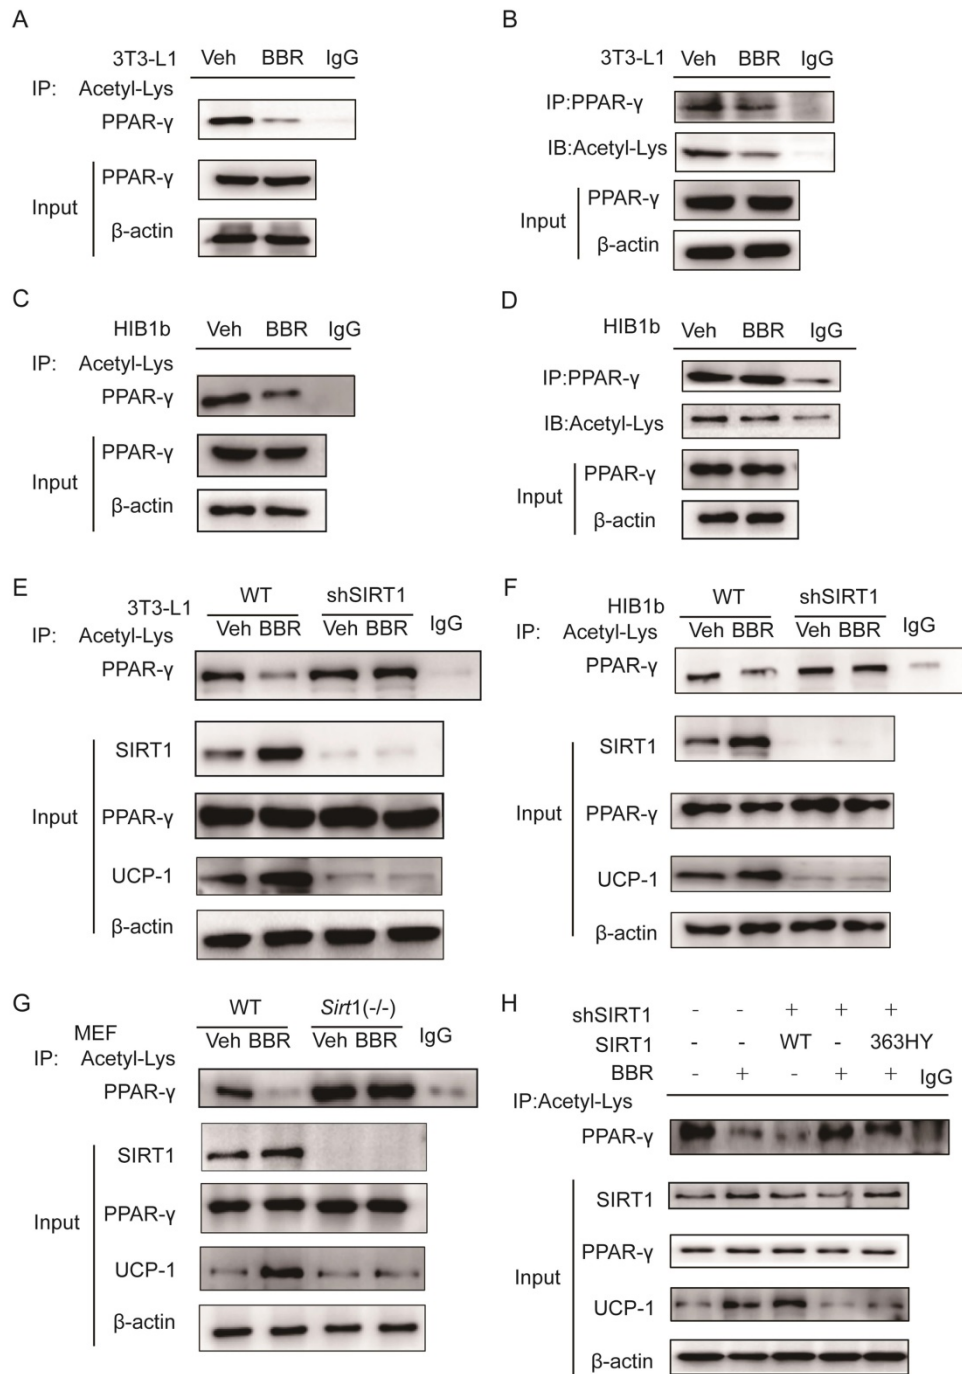 A
3T3-L1 Veh BBR IgG
IP: Acetyl-Lys
PPAR-γ
PPAR-γ
Input
β-actin
B
3T3-L1 Veh BBR IgG
IP:PPAR-γ
IB:Acetyl-Lys
PPAR-γ
Input
β-actin
C
HIB1b Veh BBR IgG
IP: Acetyl-Lys
PPAR-γ
PPAR-γ
Input
β-actin
D
HIB1b Veh BBR IgG
IP:PPAR-γ
IB:Acetyl-Lys
PPAR-γ
Input
β-actin
E
WT shSIRT1
3T3-L1
Veh BBR Veh BBR IgG
IP: Acetyl-Lys
PPAR-γ
SIRT1
Input PPAR-γ
UCP-1
β-actin
F
WT shSIRT1
HIB1b
Veh BBR Veh BBR IgG
IP: Acetyl-Lys
PPAR-γ
SIRT1
Input PPAR-γ
UCP-1
β-actin
G
WT Sirt1(-/-)
MEF
Veh BBR Veh BBR IgG
IP: Acetyl-Lys
PPAR-γ
SIRT1
Input PPAR-γ
UCP-1
β-actin
H
shSIRT1 - - + + +
SIRT1 - - WT - 363HY
BBR - + - + + IgG
IP:Acetyl-Lys
PPAR-γ
SIRT1
PPAR-γ
Input
UCP-1
β-actin